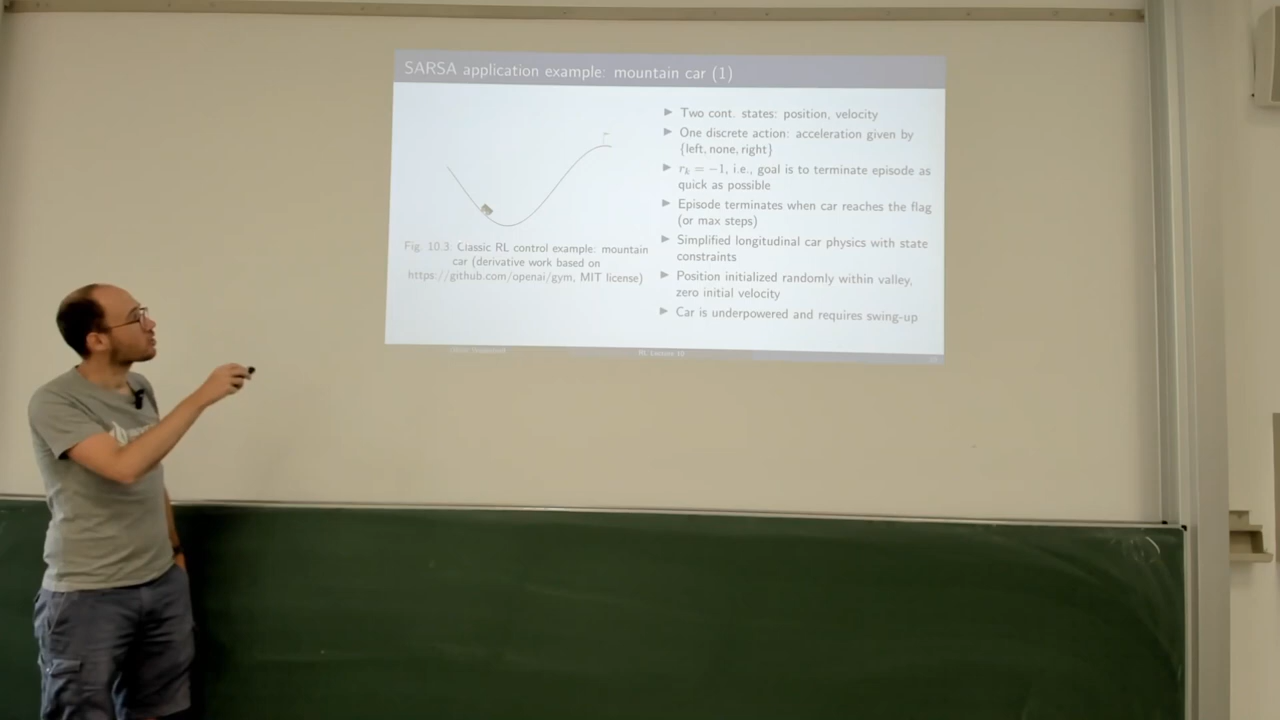 SARSA application example: mountain car (1)
Fig. 10.3: Classic RL control example: mountain
car (derivative work based on
https://github.com/openai/gym, MIT license)
▶ Two cont. states: position, velocity
▶ One discrete action: acceleration given by
{left, none, right}
▶ rₖ = −1, i.e., goal is to terminate episode as
quick as possible
▶ Episode terminates when car reaches the flag
(or max steps)
▶ Simplified longitudinal car physics with state
constraints
▶ Position initialized randomly within valley,
zero initial velocity
▶ Car is underpowered and requires swing-up
RL Lesson 10